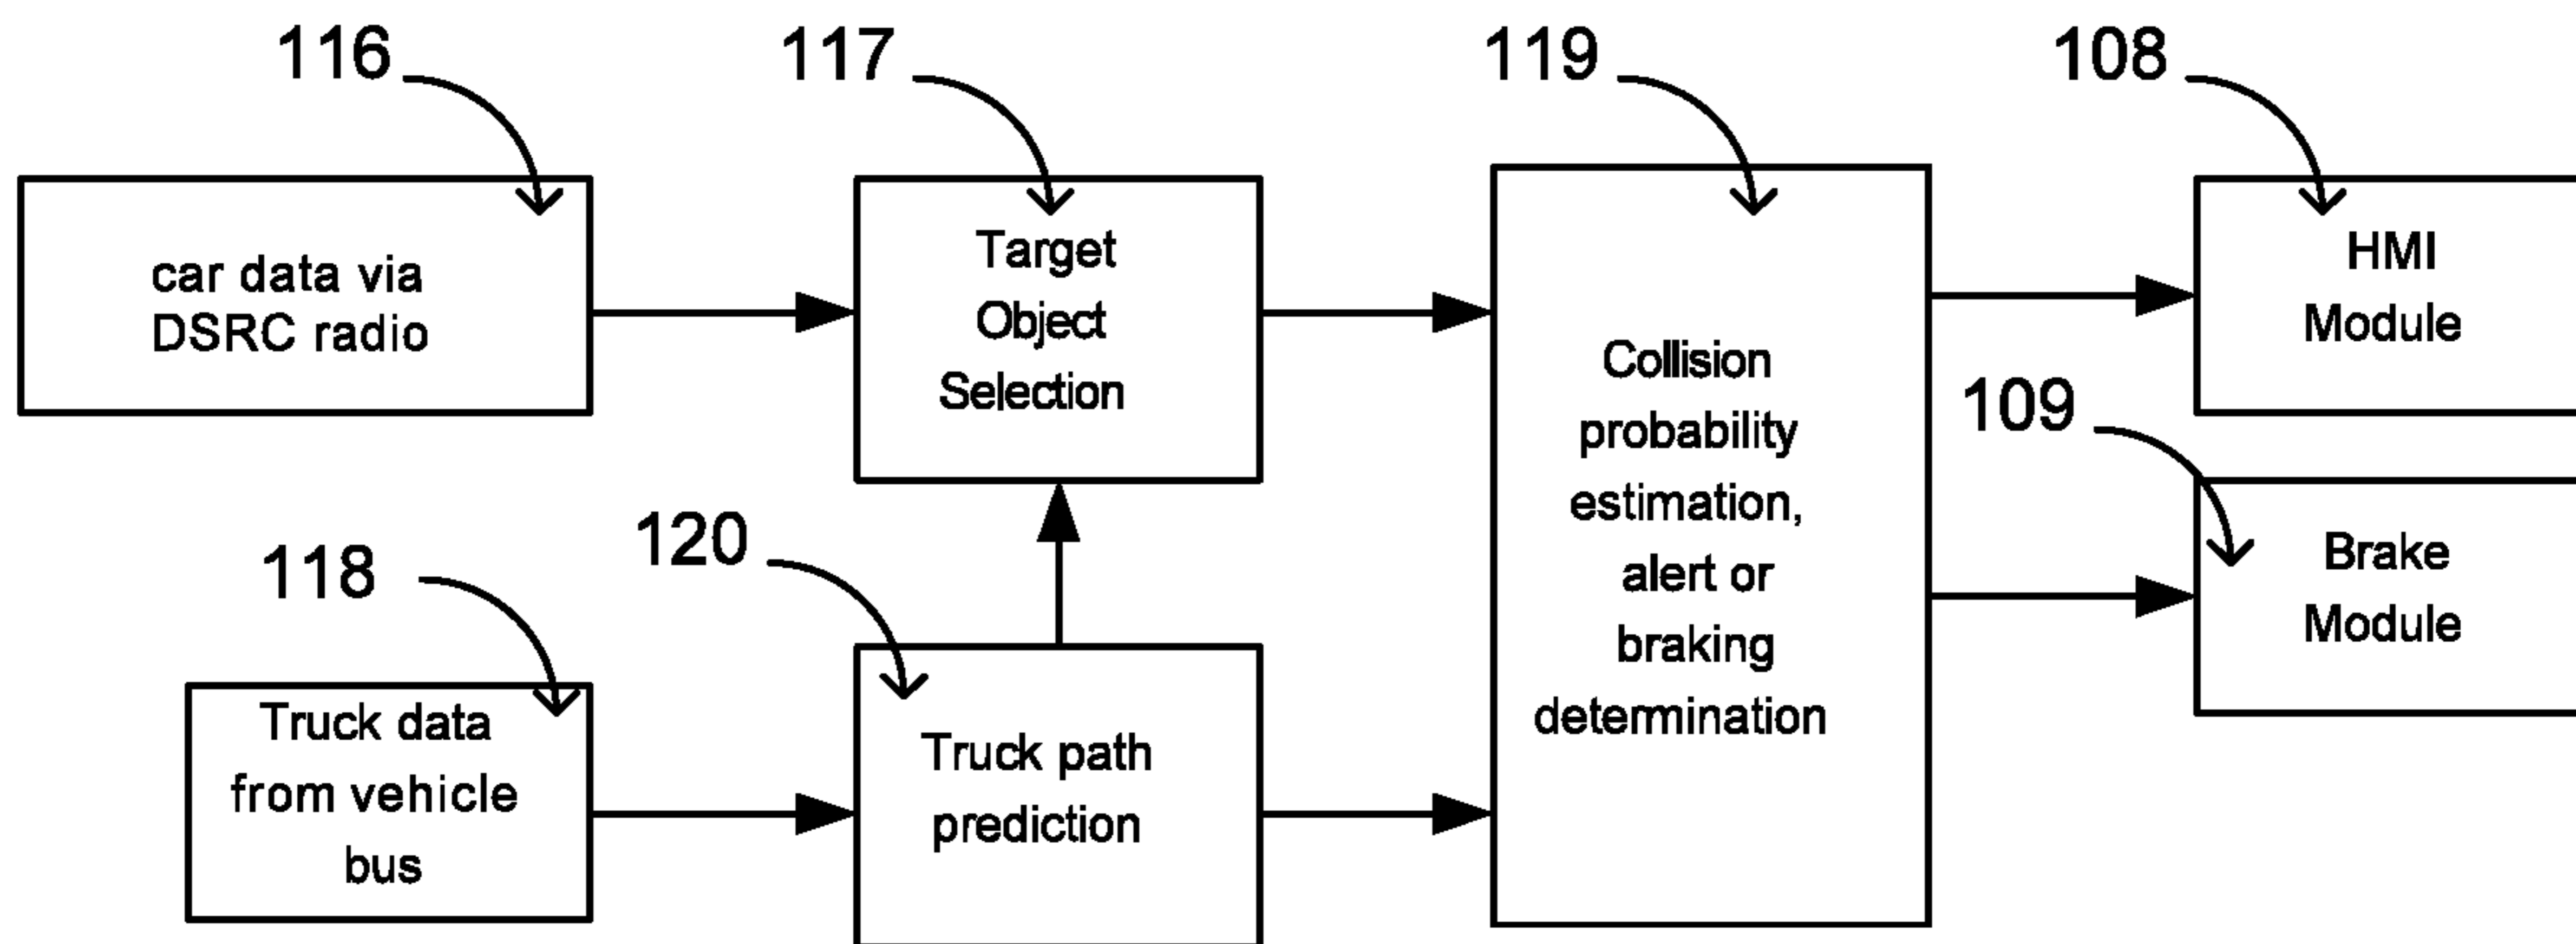 116
117
119
108
car data via
DSRC radio
Target
Object
Selection
Collision
probability
estimation,
alert or
braking
determination
HMI
Module
109
Brake
Module
118
120
Truck data
from vehicle
bus
Truck path
prediction